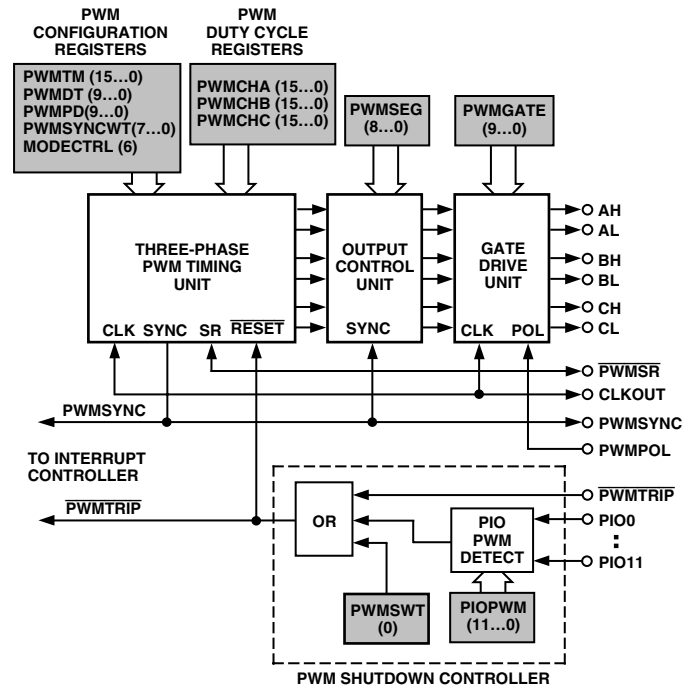 PWM
CONFIGURATION
REGISTERS
PWM
DUTY CYCLE
REGISTERS
PWMTM (15...0)
PWMDT (9...0)
PWMPD(9...0)
PWMSYNCWT(7...0)
MODECTRL (6)
PWMCHA (15...0)
PWMCHB (15...0)
PWMCHC (15...0)
PWMSEG
(8...0)
PWMGATE
(9...0)
THREE-PHASE
PWM TIMING
UNIT
CLK SYNC SR RESET
OUTPUT
CONTROL
UNIT
SYNC
GATE
DRIVE
UNIT
CLK POL
AH
AL
BH
BL
CH
CL
PWMSR
CLKOUT
PWMSYNC
PWMSYNC
PWMPOL
TO INTERRUPT
CONTROLLER
PWMTRIP
OR
PIO
PWM
DETECT
PWMTRIP
PIO0
PIO11
PWMSWT
(0)
PIOPWM
(11...0)
PWM SHUTDOWN CONTROLLER